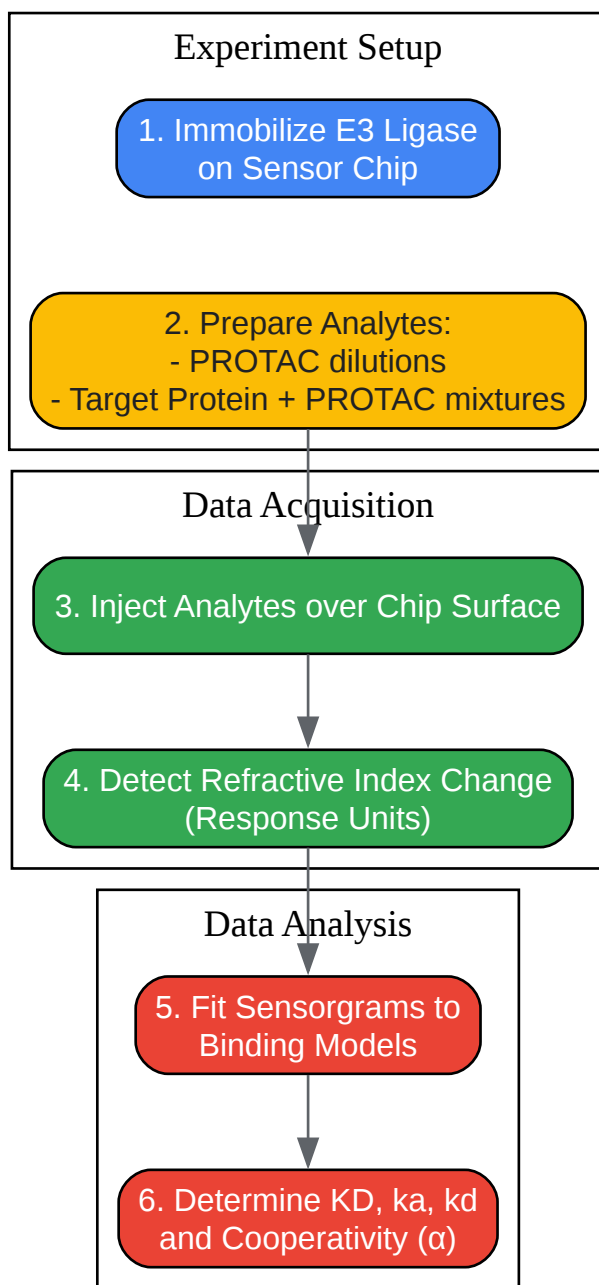 Experiment Setup
1. Immobilize E3 Ligase
on Sensor Chip
2. Prepare Analytes:
- PROTAC dilutions
- Target Protein + PROTAC mixtures
Data Acquisition
3. Inject Analytes over Chip Surface
4. Detect Refractive Index Change
(Response Units)
Data Analysis
5. Fit Sensorgrams to
Binding Models
6. Determine KD, ka, kd
and Cooperativity (α)